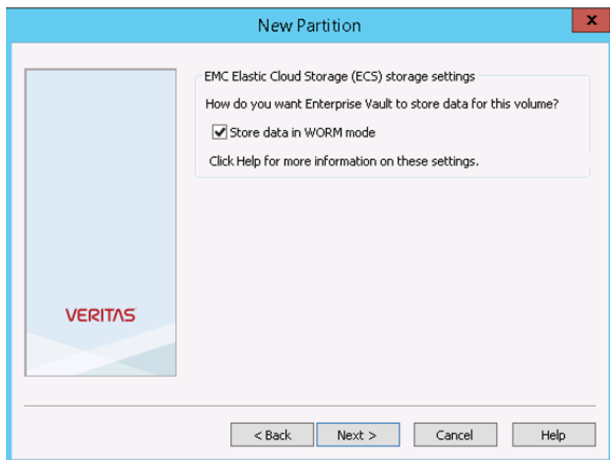 New Partition
x
EMC Elastic Cloud Storage (ECS) storage settings
How do you want Enterprise Vault to store data for this volume?
Store data in WORM mode
Click Help for more information on these settings.
VERITAS
< Back Next > Cancel Help